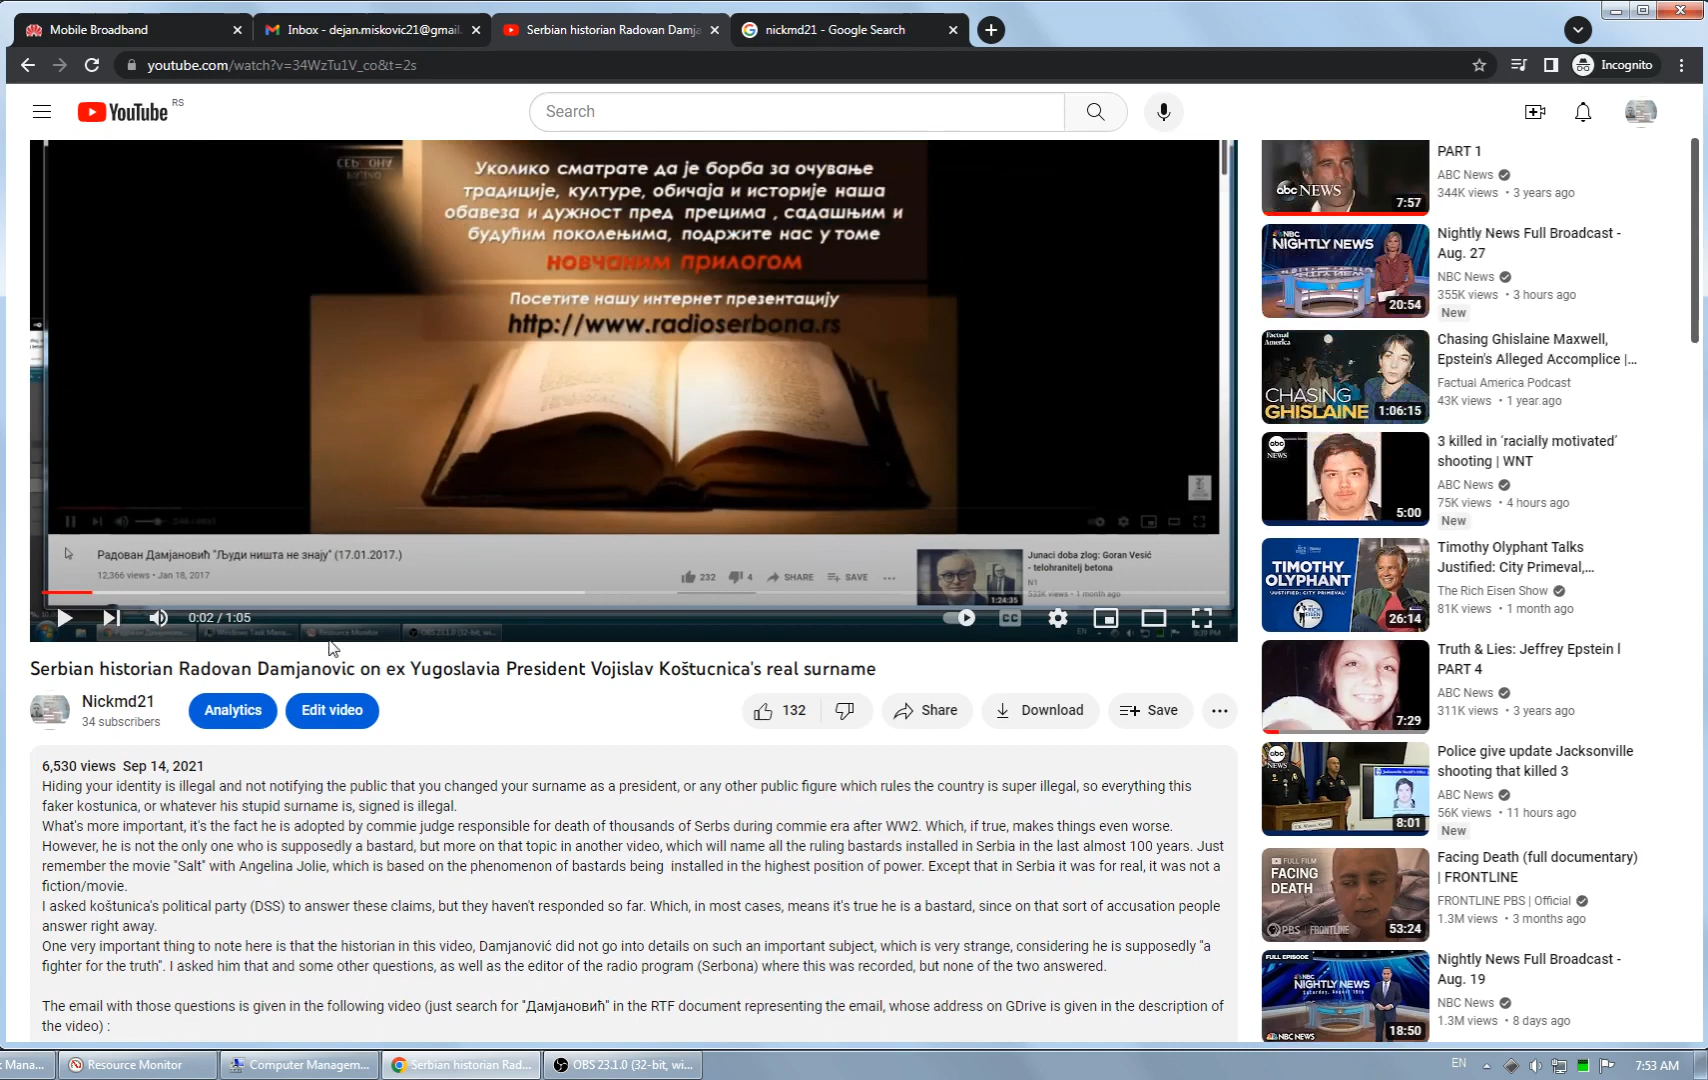 Mobile Broadband
Inbox - dejan.miskovic21@gmail.
Serbian historian Radovan Damja
nickmd21 - Google Search
youtube.com/watch?v=34WzTu1V_co&t=2s
Incognito
YouTube RS
Search
Уколико сматрате да је борба за очување
традиције, културе, обичаја и историје наша
обавеза и дужност пред прецима , садашњим и
будућим поколењима, подржите нас у томе
новчаним прилогом
Посетите нашу интернет презентацију
http://www.radioserbona.rs
Радован Дамјановић "Људи ништа не знају" (17.01.2017.)
12,366 views • Jan 18, 2017
232
4
SHARE
SAVE
Junaci doba zlog: Goran Vesić
- telohranitelj betona
N1
533K views • 1 month ago
1:24:35
0:02 / 1:05
CC
Serbian historian Radovan Damjanovic on ex Yugoslavia President Vojislav Koštucnica's real surname
Nickmd21
34 subscribers
Analytics
Edit video
132
Share
Download
Save
6,530 views Sep 14, 2021
Hiding your identity is illegal and not notifying the public that you changed your surname as a president, or any other public figure which rules the country is super illegal, so everything this
faker kostunica, or whatever his stupid surname is, signed is illegal.
What's more important, it's the fact he is adopted by commie judge responsible for death of thousands of Serbs during commie era after WW2. Which, if true, makes things even worse.
However, he is not the only one who is supposedly a bastard, but more on that topic in another video, which will name all the ruling bastards installed in Serbia in the last almost 100 years. Just
remember the movie "Salt" with Angelina Jolie, which is based on the phenomenon of bastards being installed in the highest position of power. Except that in Serbia it was for real, it was not a
fiction/movie.
I asked koštunica's political party (DSS) to answer these claims, but they haven't responded so far. Which, in most cases, means it's true he is a bastard, since on that sort of accusation people
answer right away.
One very important thing to note here is that the historian in this video, Damjanović did not go into details on such an important subject, which is very strange, considering he is supposedly "a
fighter for the truth". I asked him that and some other questions, as well as the editor of the radio program (Serbona) where this was recorded, but none of the two answered.
The email with those questions is given in the following video (just search for "Дамјановић" in the RTF document representing the email, whose address on GDrive is given in the description of
the video) :
abc NEWS
7:57
PART 1
ABC News
344K views • 3 years ago
NBC
NIGHTLY NEWS
20:54
Nightly News Full Broadcast -
Aug. 27
NBC News
355K views • 3 hours ago
New
Factual
America
CHASING
GHISLAINE
1:06:15
Chasing Ghislaine Maxwell,
Epstein's Alleged Accomplice |...
Factual America Podcast
43K views • 1 year ago
abc
NEWS
5:00
3 killed in 'racially motivated'
shooting | WNT
ABC News
75K views • 4 hours ago
New
TIMOTHY
OLYPHANT
26:14
Timothy Olyphant Talks
Justified: City Primeval,...
The Rich Eisen Show
81K views • 1 month ago
7:29
Truth & Lies: Jeffrey Epstein l
PART 4
ABC News
311K views • 3 years ago
abc
NEWS
8:01
Police give update Jacksonville
shooting that killed 3
ABC News
56K views • 11 hours ago
New
FULL FILM
FACING
DEATH
PBS FRONTLINE
53:24
Facing Death (full documentary)
| FRONTLINE
FRONTLINE PBS | Official
1.3M views • 3 months ago
FULL EPISODE
NBC
NIGHTLY NEWS
NBC NEWS
18:50
Nightly News Full Broadcast -
Aug. 19
NBC News
1.3M views • 8 days ago
Mana...
Resource Monitor
Computer Managem...
Serbian historian Rad...
OBS 23.1.0 (32-bit, wi...
EN
7:53 AM